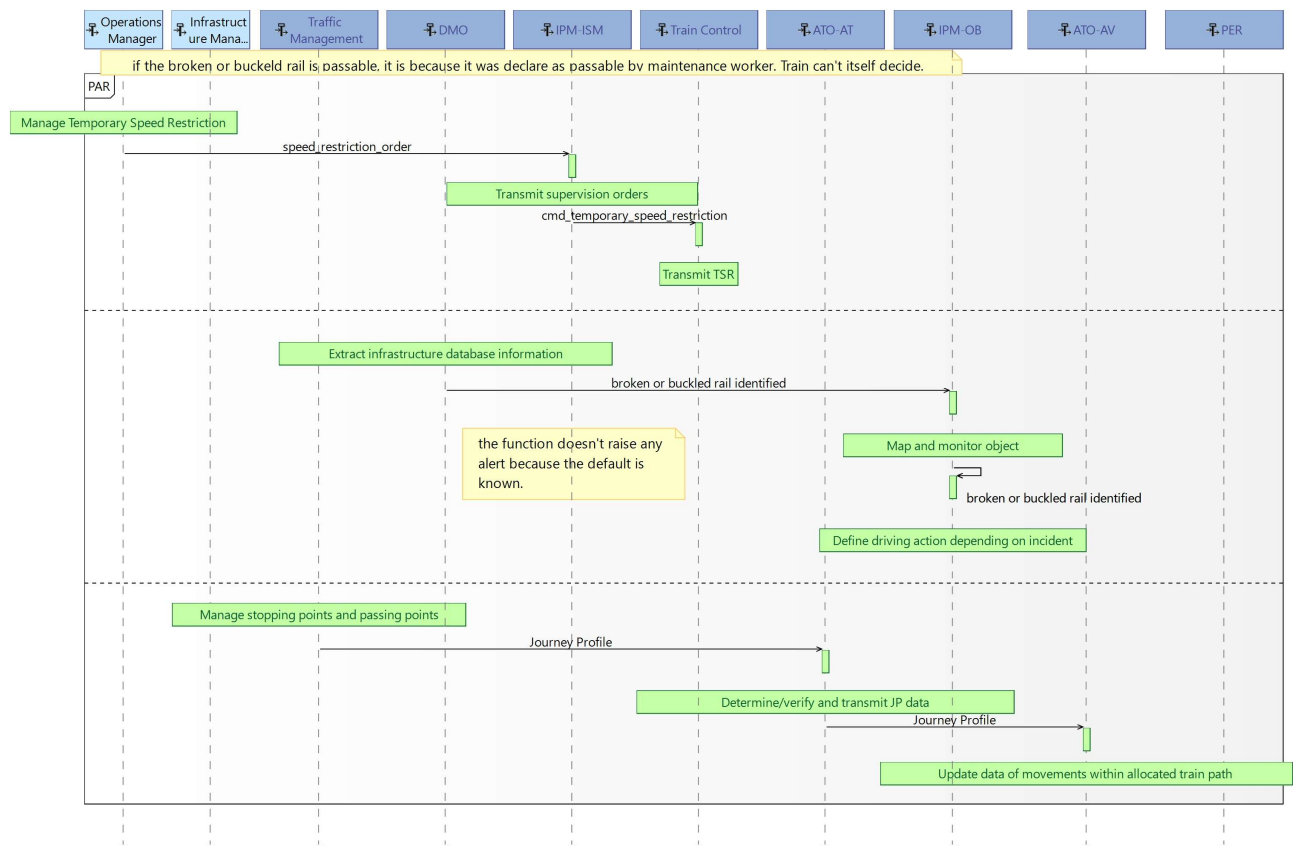 Operations
Manager
Infrastruct
ure Mana...
Traffic
Management
DMO
IPM-ISM
Train Control
ATO-AT
IPM-OB
ATO-AV
PER
if the broken or buckeld rail is passable, it is because it was declare as passable by maintenance worker. Train can't itself decide.
PAR
Manage Temporary Speed Restriction
speed_restriction_order
Transmit supervision orders
cmd_temporary_speed_restriction
Transmit TSR
Extract infrastructure database information
broken or buckled rail identified
the function doesn't raise any
alert because the default is
known.
Map and monitor object
broken or buckled rail identified
Define driving action depending on incident
Manage stopping points and passing points
Journey Profile
Determine/verify and transmit JP data
Journey Profile
Update data of movements within allocated train path